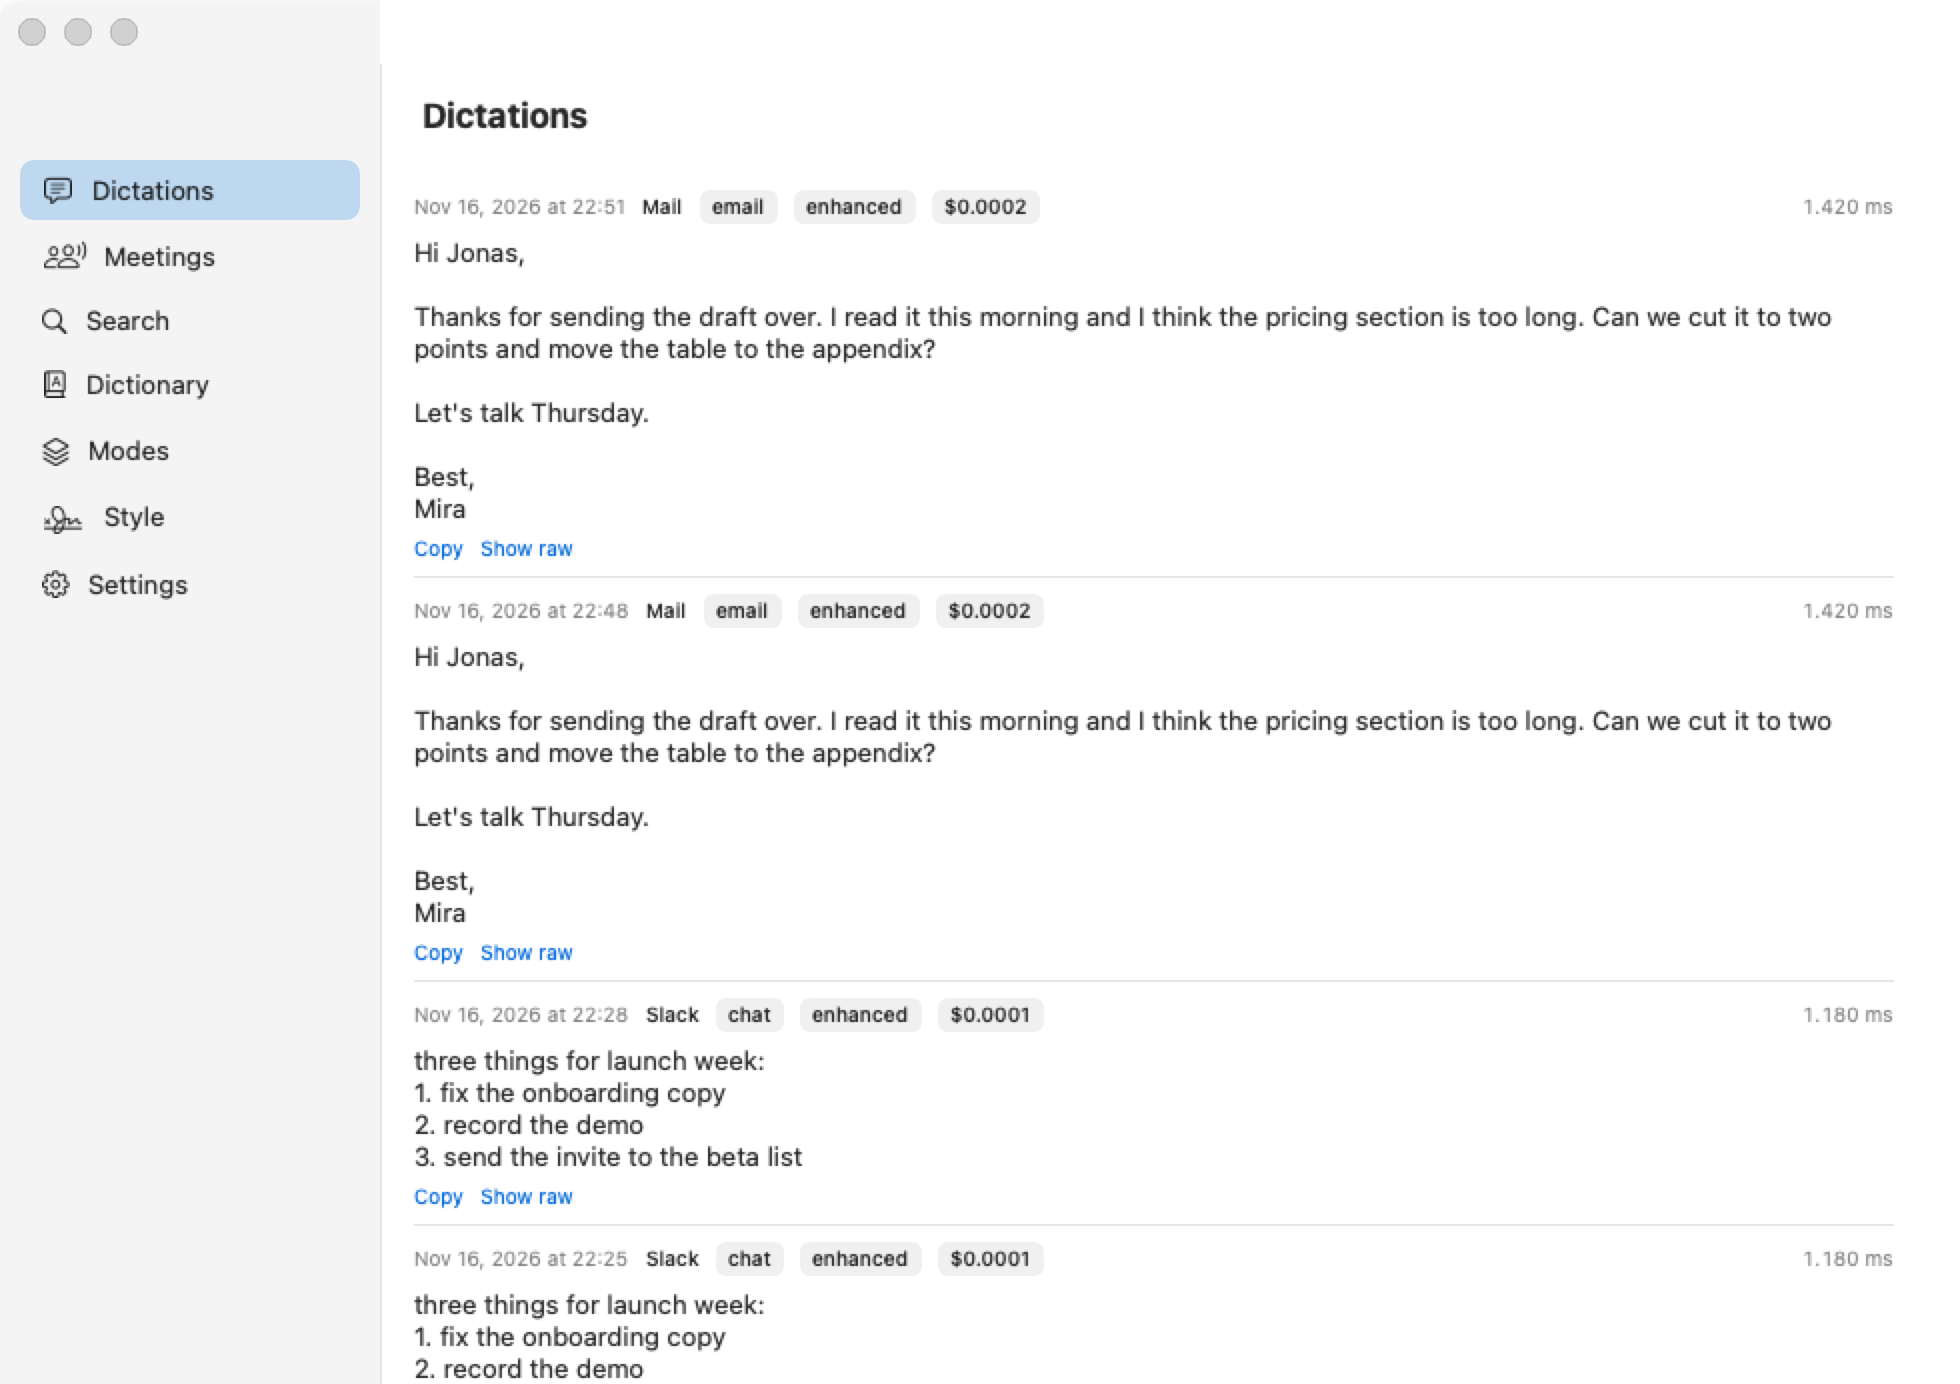 Dictations
Meetings
Search
Dictionary
Modes
Style
Settings
Dictations
Nov 16, 2026 at 22:51 Mail email enhanced $0.0002 1.420 ms
Hi Jonas,
Thanks for sending the draft over. I read it this morning and I think the pricing section is too long. Can we cut it to two
points and move the table to the appendix?
Let's talk Thursday.
Best,
Mira
Copy Show raw
Nov 16, 2026 at 22:48 Mail email enhanced $0.0002 1.420 ms
Hi Jonas,
Thanks for sending the draft over. I read it this morning and I think the pricing section is too long. Can we cut it to two
points and move the table to the appendix?
Let's talk Thursday.
Best,
Mira
Copy Show raw
Nov 16, 2026 at 22:28 Slack chat enhanced $0.0001 1.180 ms
three things for launch week:
1. fix the onboarding copy
2. record the demo
3. send the invite to the beta list
Copy Show raw
Nov 16, 2026 at 22:25 Slack chat enhanced $0.0001 1.180 ms
three things for launch week:
1. fix the onboarding copy
2. record the demo